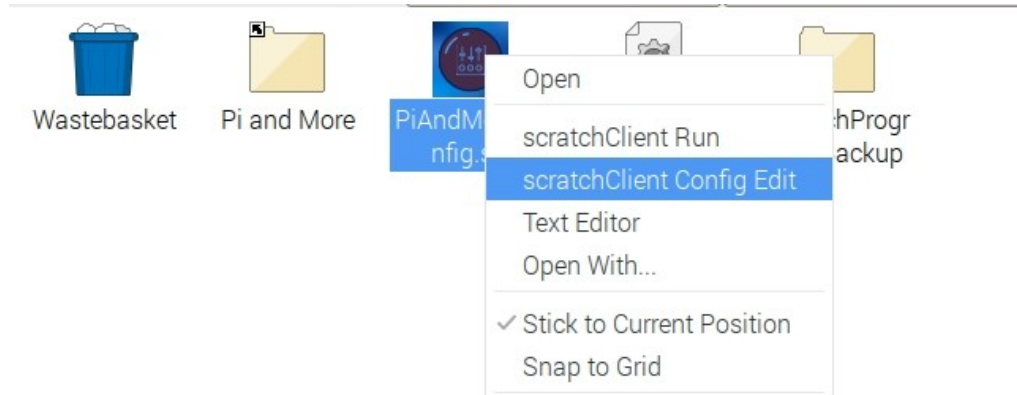 Wastebasket
Pi and More
PiAndM
nfig.s
hProgr
ackup
Open
scratchClient Run
scratchClient Config Edit
Text Editor
Open With...
Stick to Current Position
Snap to Grid